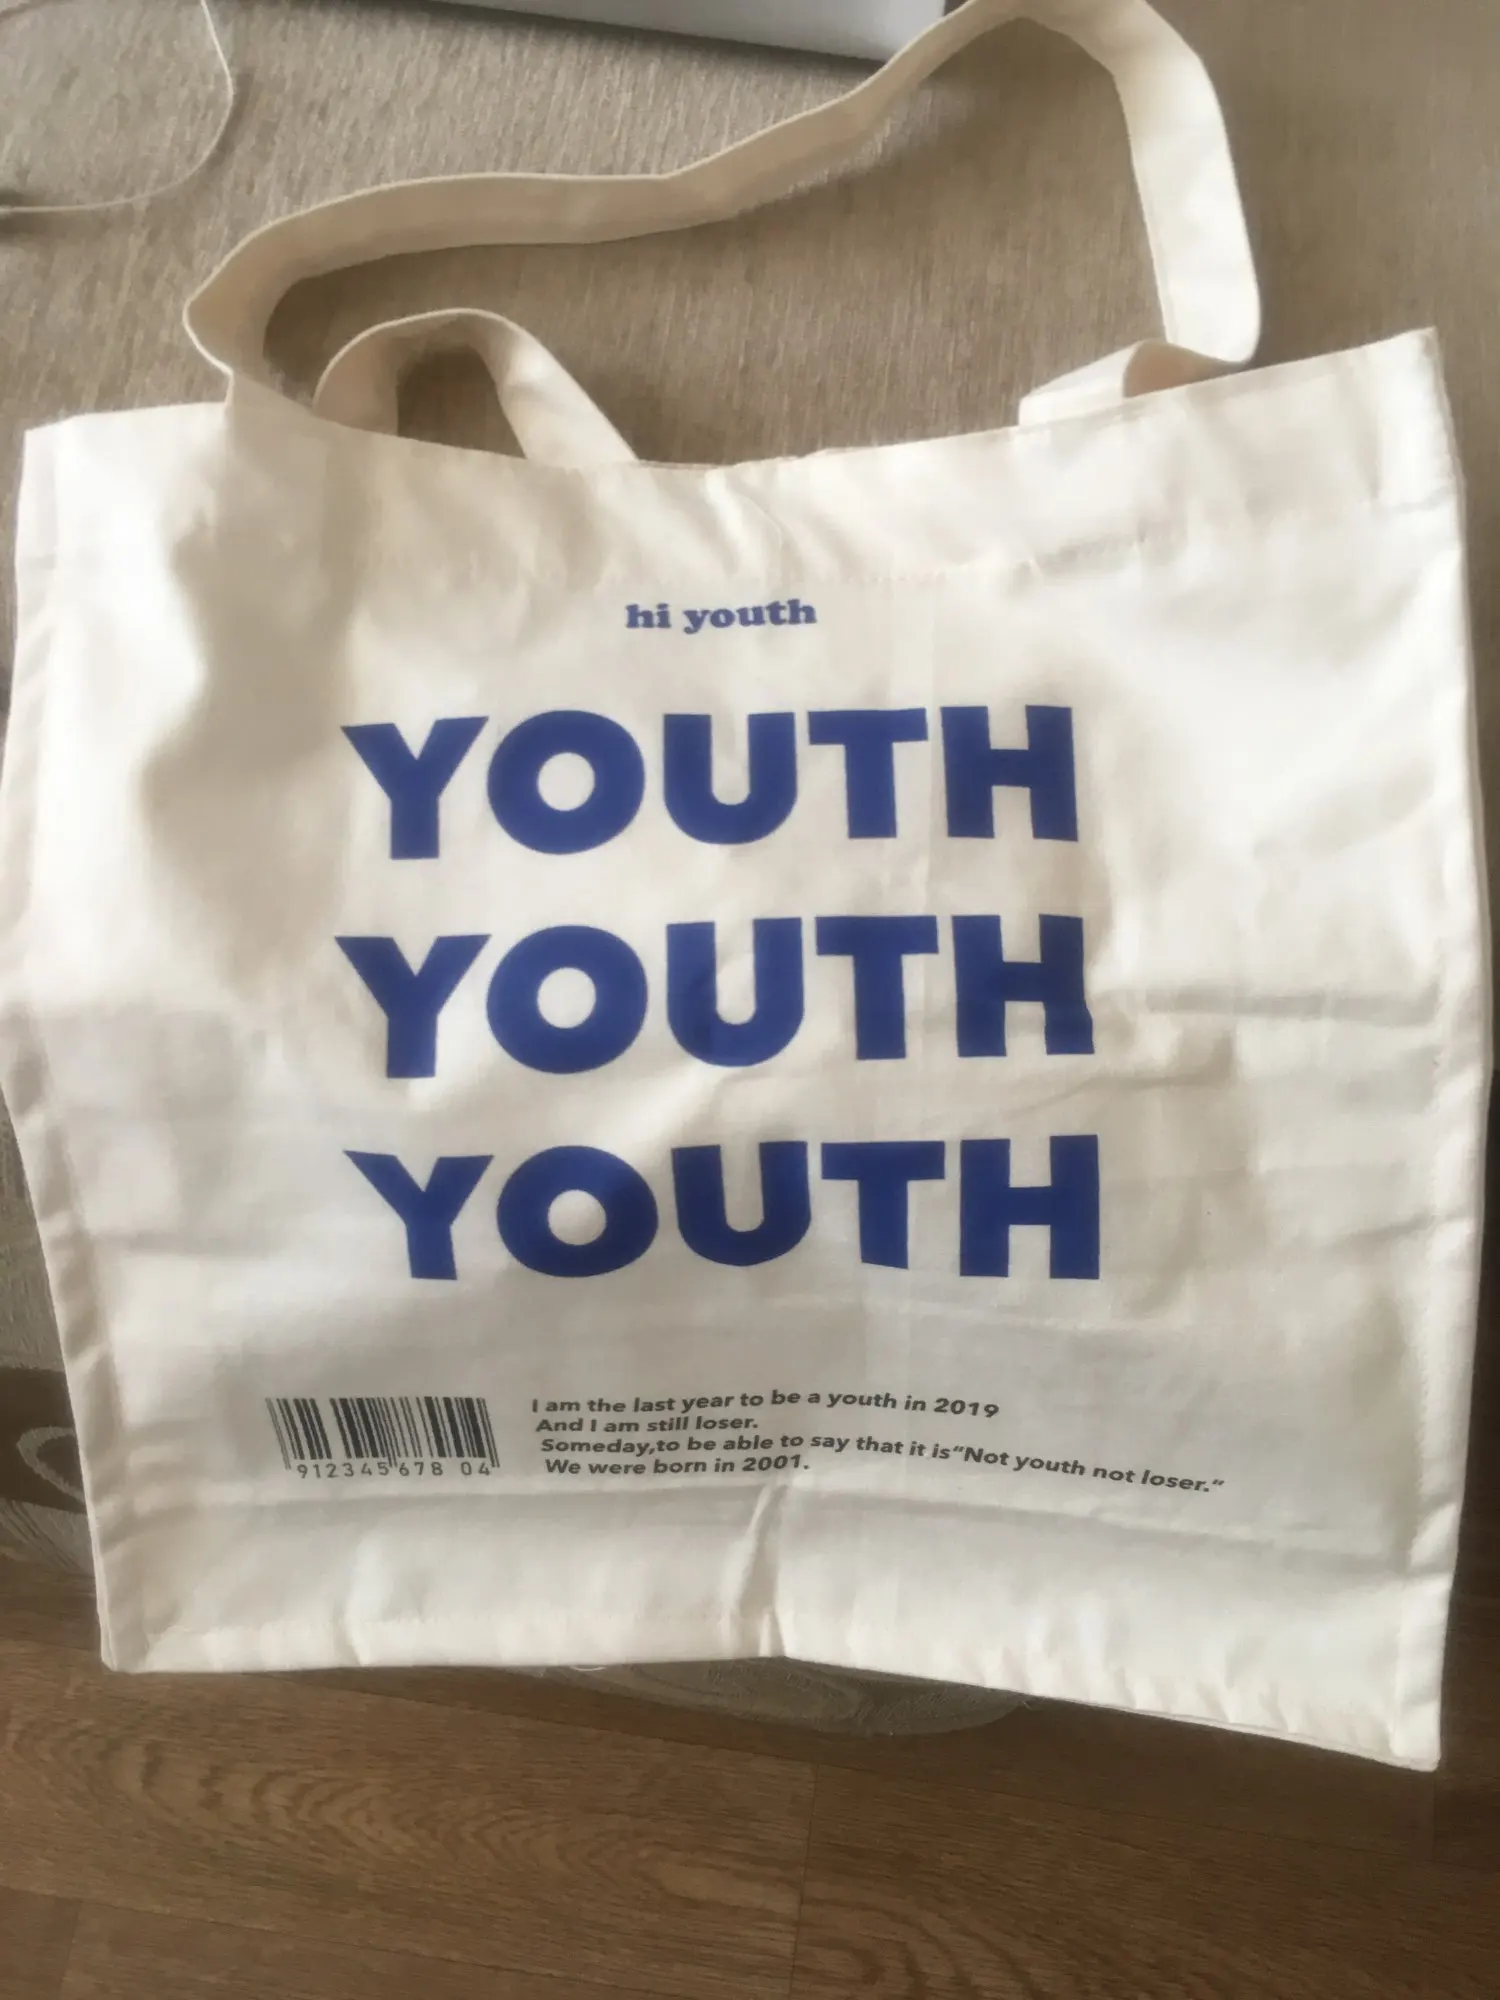 hi youth
YOUTH
YOUTH
YOUTH
I am the last year to be a youth in 2019
And I am still loser.
Someday,to be able to say that it is“Not youth not loser.”
We were born in 2001.
912345 678 04